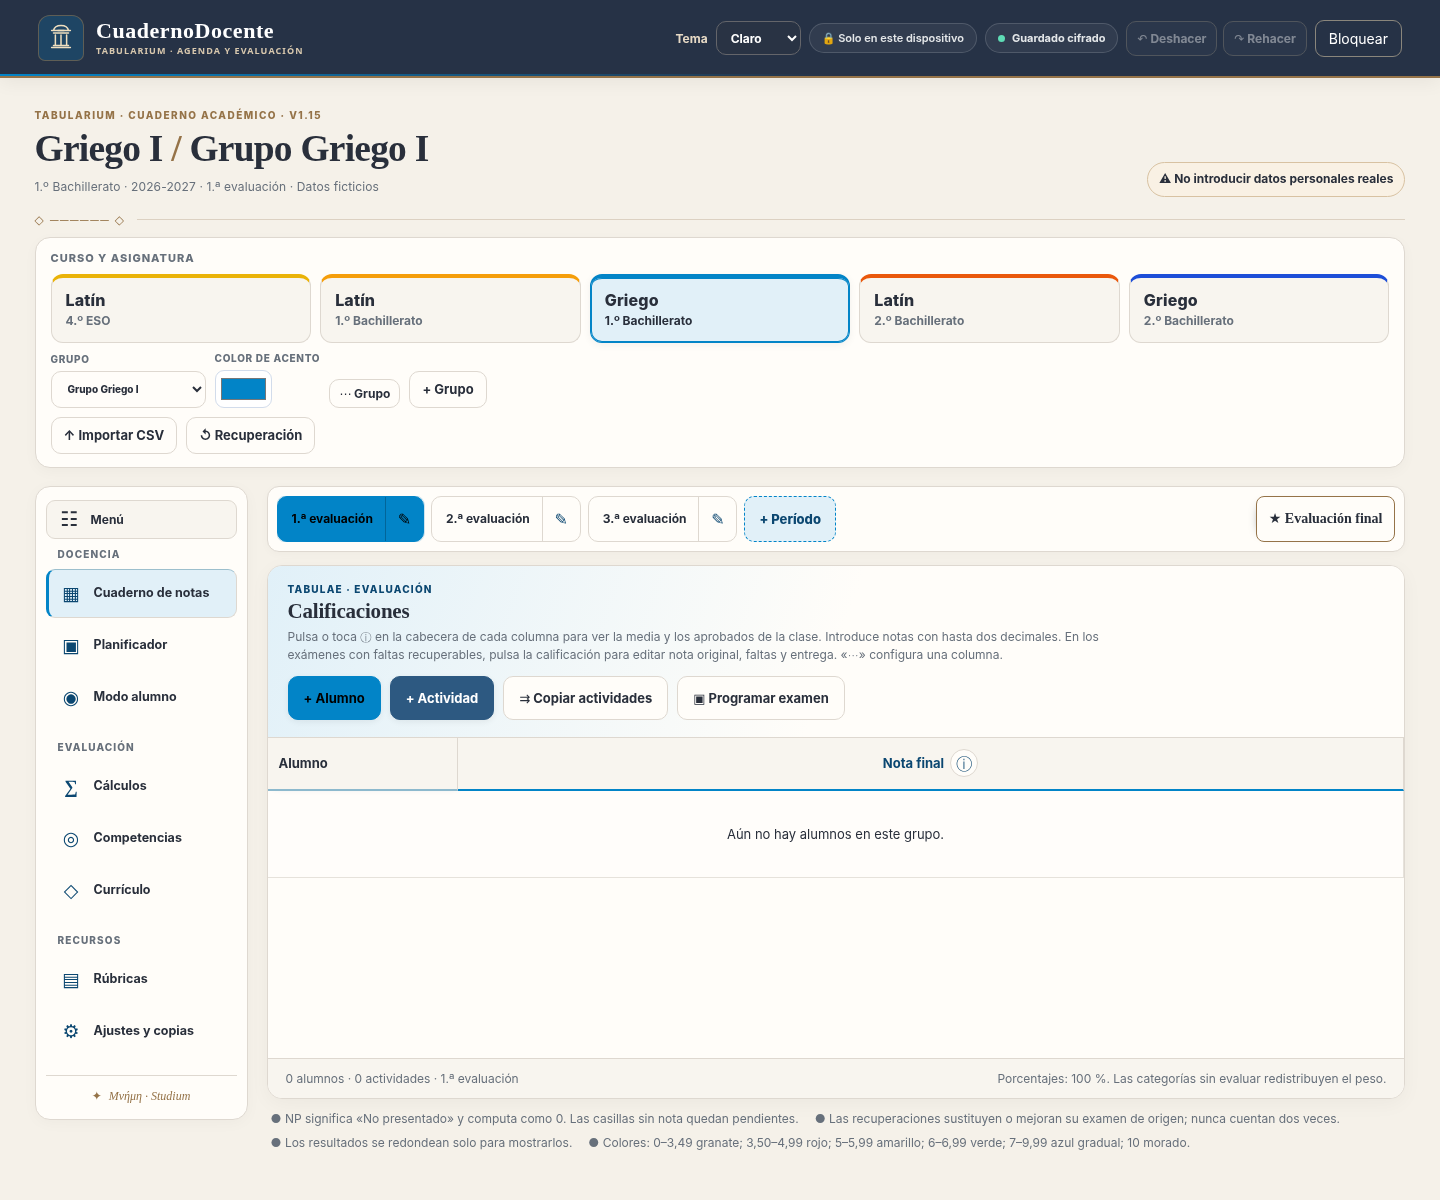 CuadernoDocente
TABULARIUM · AGENDA Y EVALUACIÓN
Tema
Claro
🔒 Solo en este dispositivo
Guardado cifrado
↶ Deshacer
↷ Rehacer
Bloquear
TABULARIUM · CUADERNO ACADÉMICO · V1.15
Griego I / Grupo Griego I
1.º Bachillerato · 2026-2027 · 1.ª evaluación · Datos ficticios
⚠ No introducir datos personales reales
CURSO Y ASIGNATURA
Latín
4.º ESO
Latín
1.º Bachillerato
Griego
1.º Bachillerato
Latín
2.º Bachillerato
Griego
2.º Bachillerato
GRUPO
COLOR DE ACENTO
Grupo Griego I
··· Grupo
+ Grupo
↑ Importar CSV
↺ Recuperación
Menú
DOCENCIA
Cuaderno de notas
Planificador
Modo alumno
EVALUACIÓN
∑ Cálculos
Competencias
Currículo
RECURSOS
Rúbricas
Ajustes y copias
✦ Μνήμη · Studium
1.ª evaluación ✎
2.ª evaluación ✎
3.ª evaluación ✎
+ Período
★ Evaluación final
TABULAE · EVALUACIÓN
Calificaciones
Pulsa o toca ⓘ en la cabecera de cada columna para ver la media y los aprobados de la clase. Introduce notas con hasta dos decimales. En los
exámenes con faltas recuperables, pulsa la calificación para editar nota original, faltas y entrega. «···» configura una columna.
+ Alumno
+ Actividad
⇉ Copiar actividades
▣ Programar examen
Alumno
Nota final ⓘ
Aún no hay alumnos en este grupo.
0 alumnos · 0 actividades · 1.ª evaluación
Porcentajes: 100 %. Las categorías sin evaluar redistribuyen el peso.
● NP significa «No presentado» y computa como 0. Las casillas sin nota quedan pendientes.
● Las recuperaciones sustituyen o mejoran su examen de origen; nunca cuentan dos veces.
● Los resultados se redondean solo para mostrarlos.
● Colores: 0–3,49 granate; 3,50–4,99 rojo; 5–5,99 amarillo; 6–6,99 verde; 7–9,99 azul gradual; 10 morado.